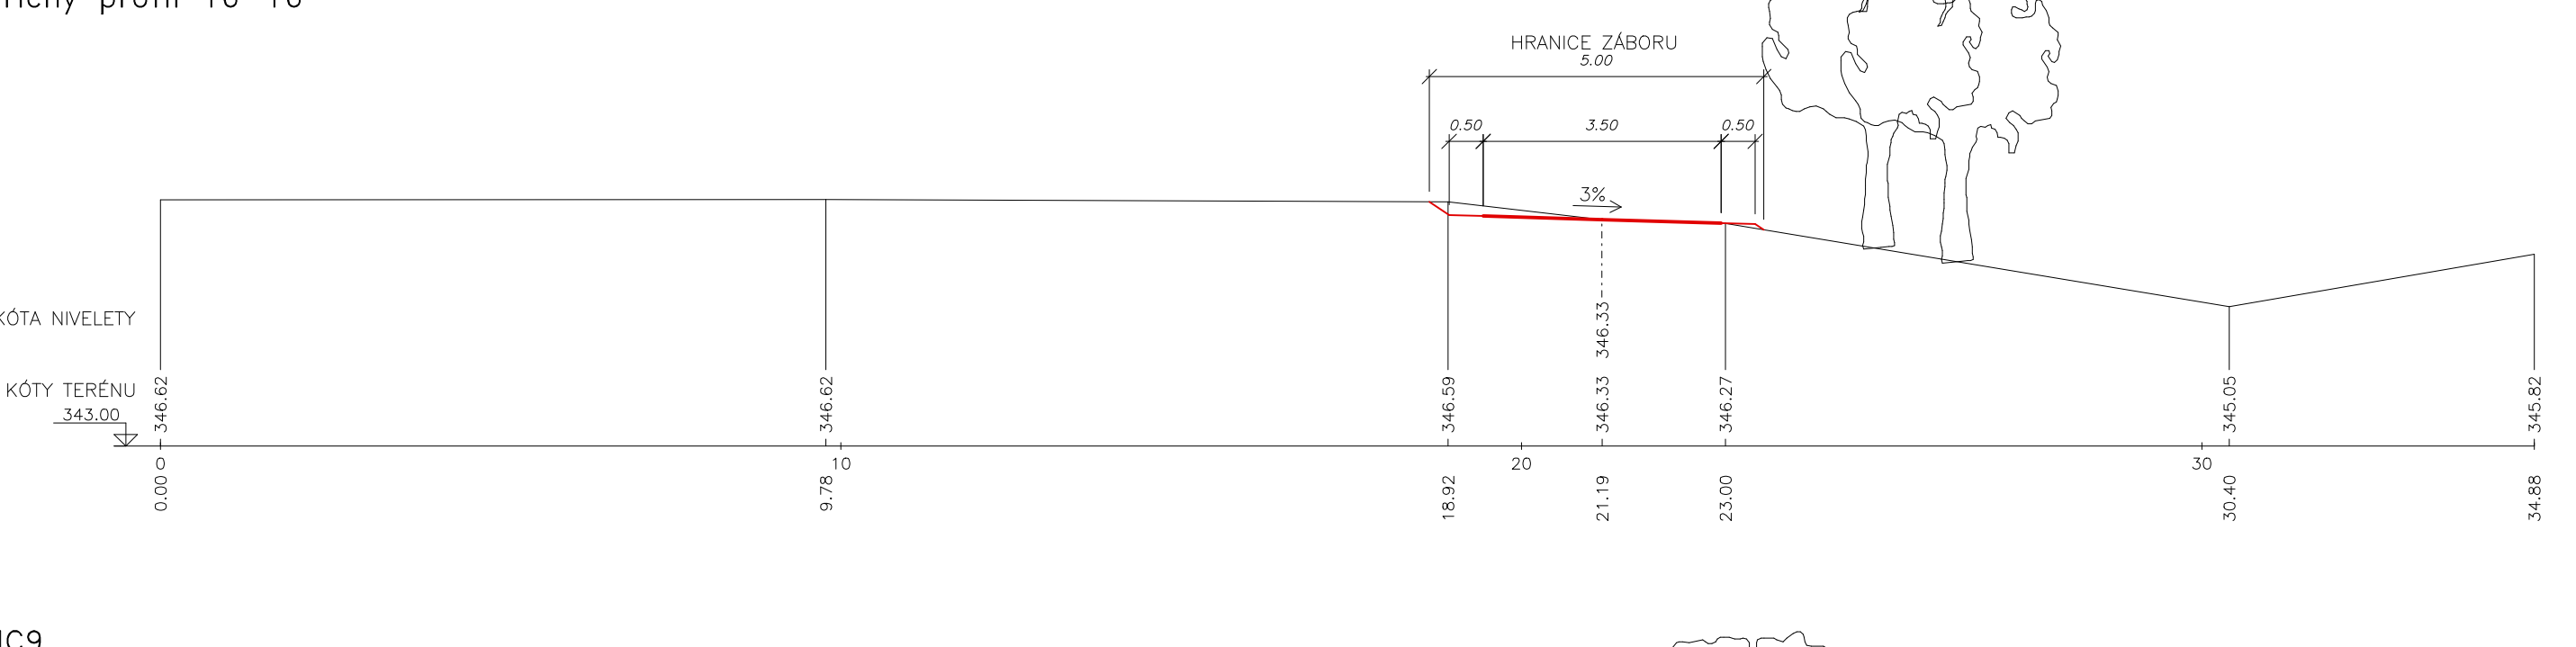 HRANICE ZÁBORU
5.00
0.50 3.50 0.50
3%
KÓTA NIVELETY
346.33
KÓTY TERÉNU
343.00
346.62 346.62 346.59 346.33 346.27 345.05 345.82
0 10 20 30
0.00 9.78 18.92 21.19 23.00 30.40 34.88